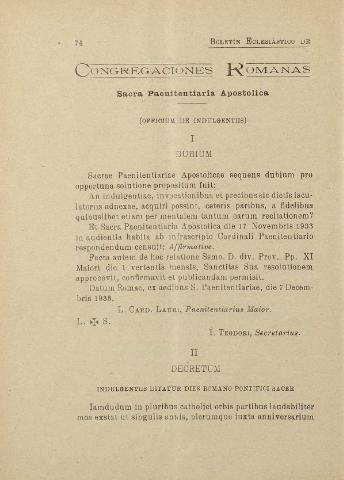 74 BOLETÍN ECLESIÁSTICO DE
CONGREGACIONES ROMANAS
Sacra Paenitentiaria Apostolica
(OFFICIUM DE INDULGENTIIS)
I
DUBIUM
Sacrae Paenitentiariae Apostolicae sequens dubium pro
opportuna solutione propositum fuit:
An indulgentiae, invocationibus et precibus sic dictis iacu-
latoriis adnexae, acquiri possint, ceteris paribus, a fidelibus
quibuslibet etiam per mentalem tantum earum recitationem?
Et Sacra Paenitentiaria Apostolica die 17 Novembris 1933
in audientia habita ab infrascripto Cardinali Paenitentiario
respondendum censuit: Affirmative.
Facta autem de hac relatione Ssmo. D. div. Prov. Pp. XI
Maiori die 1 vertentis mensis, Sanctitas Sua resolutionem
approbavit, confirmavit et publicandam permisit.
Datum Romae, ex aedibus S. Paenitentiariae, die 7 Decem-
bris 1933.
L. CARD. LAURI, Paenitentiarius Maior.
L. ✠ S.
I. TEODORI, Secretarius.
II
DECRETUM
INDULGENTIIS DITATUR DIES ROMANO PONTIFICI SACER
Iamdudum in pluribus catholici orbis partibus laudabiliter
mos exstat ut singulis annis, plerumque iuxta anniversarium